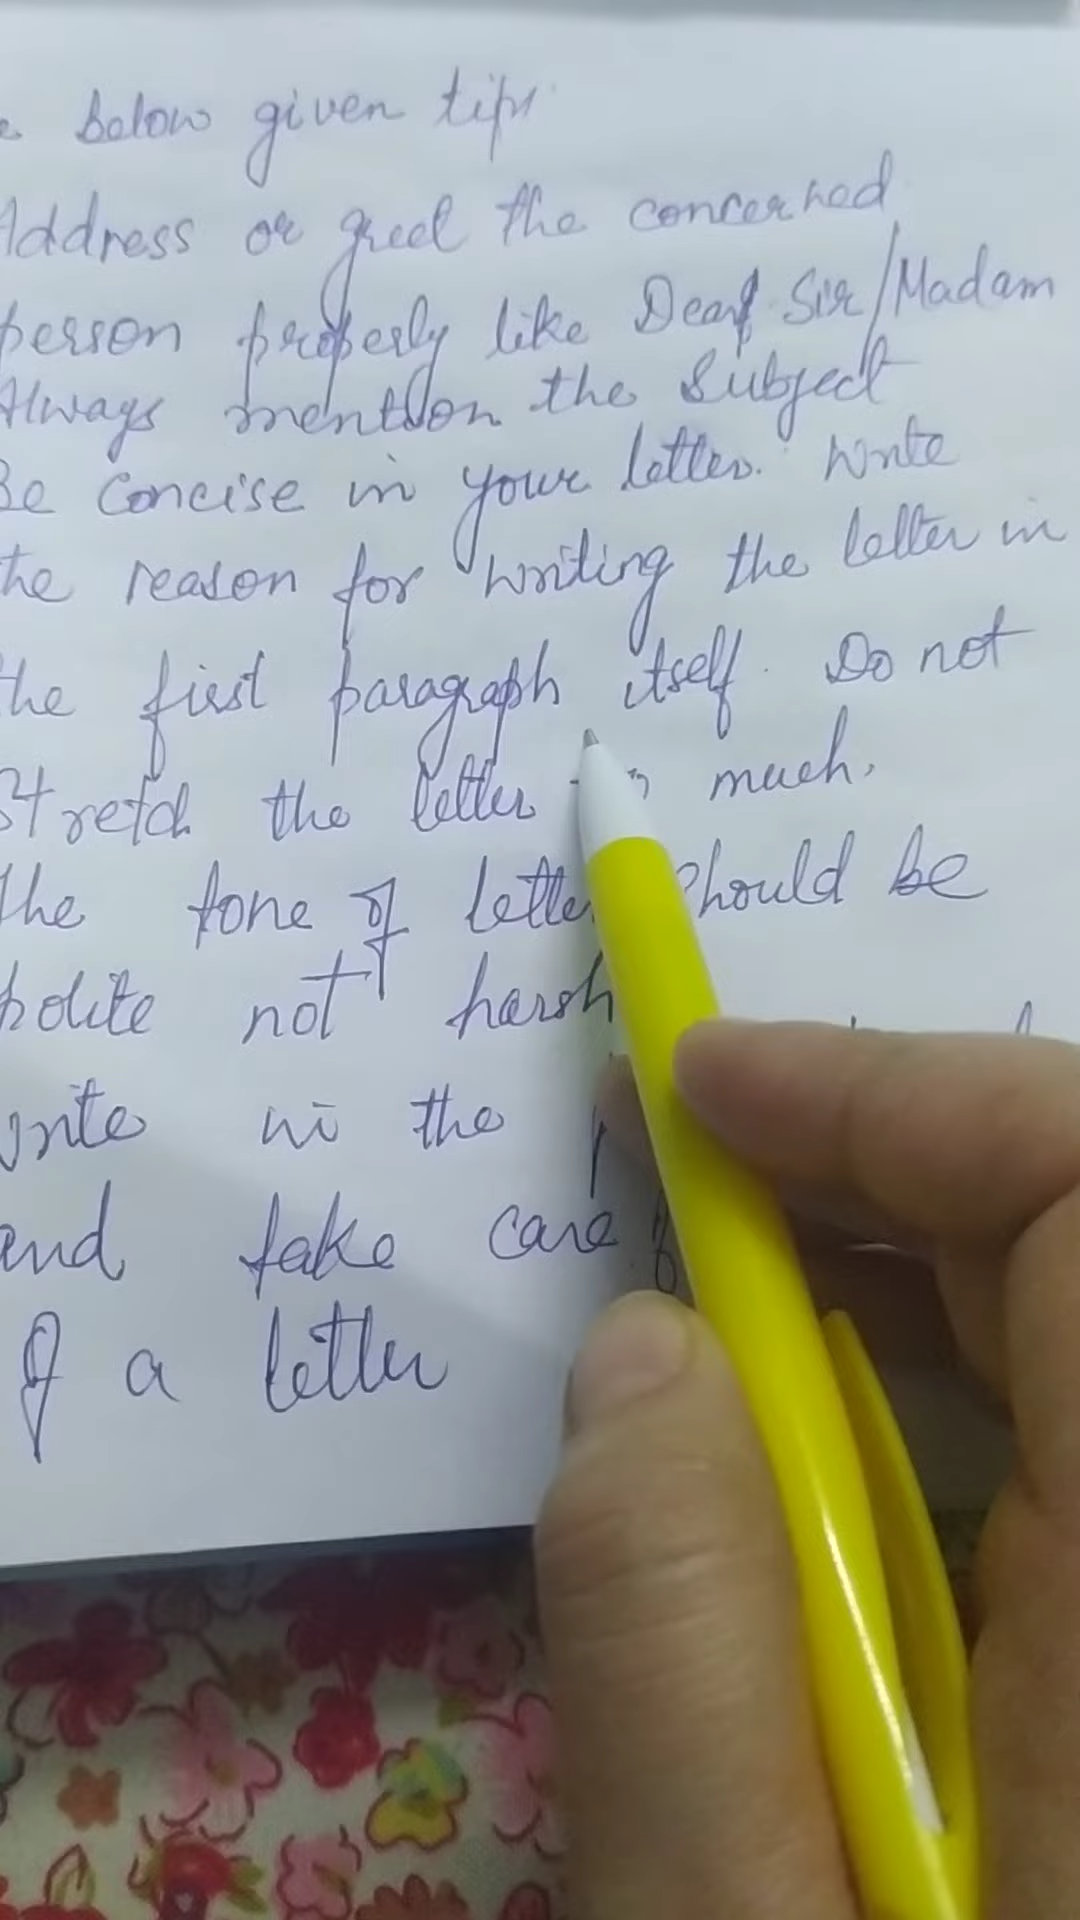 below given tips
Address or greet the concerned
person properly like Dear Sir/Madam
Always mention the Subject
Be concise in your letter. Write
the reason for writing the letter in
the first paragraph itself. Do not
Stretch the letter much.
The tone of letter should be
polite not harsh
write in the
and take care
of a letter